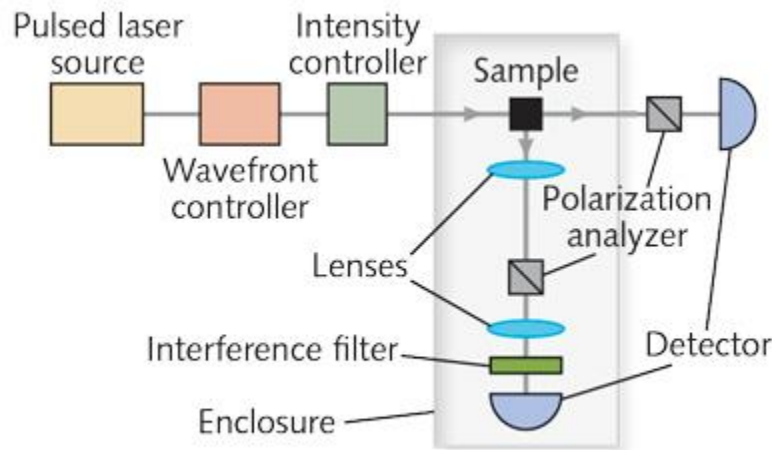 Pulsed laser
source
Intensity
controller
Sample
Wavefront
controller
Polarization
analyzer
Lenses
Interference filter
Detector
Enclosure